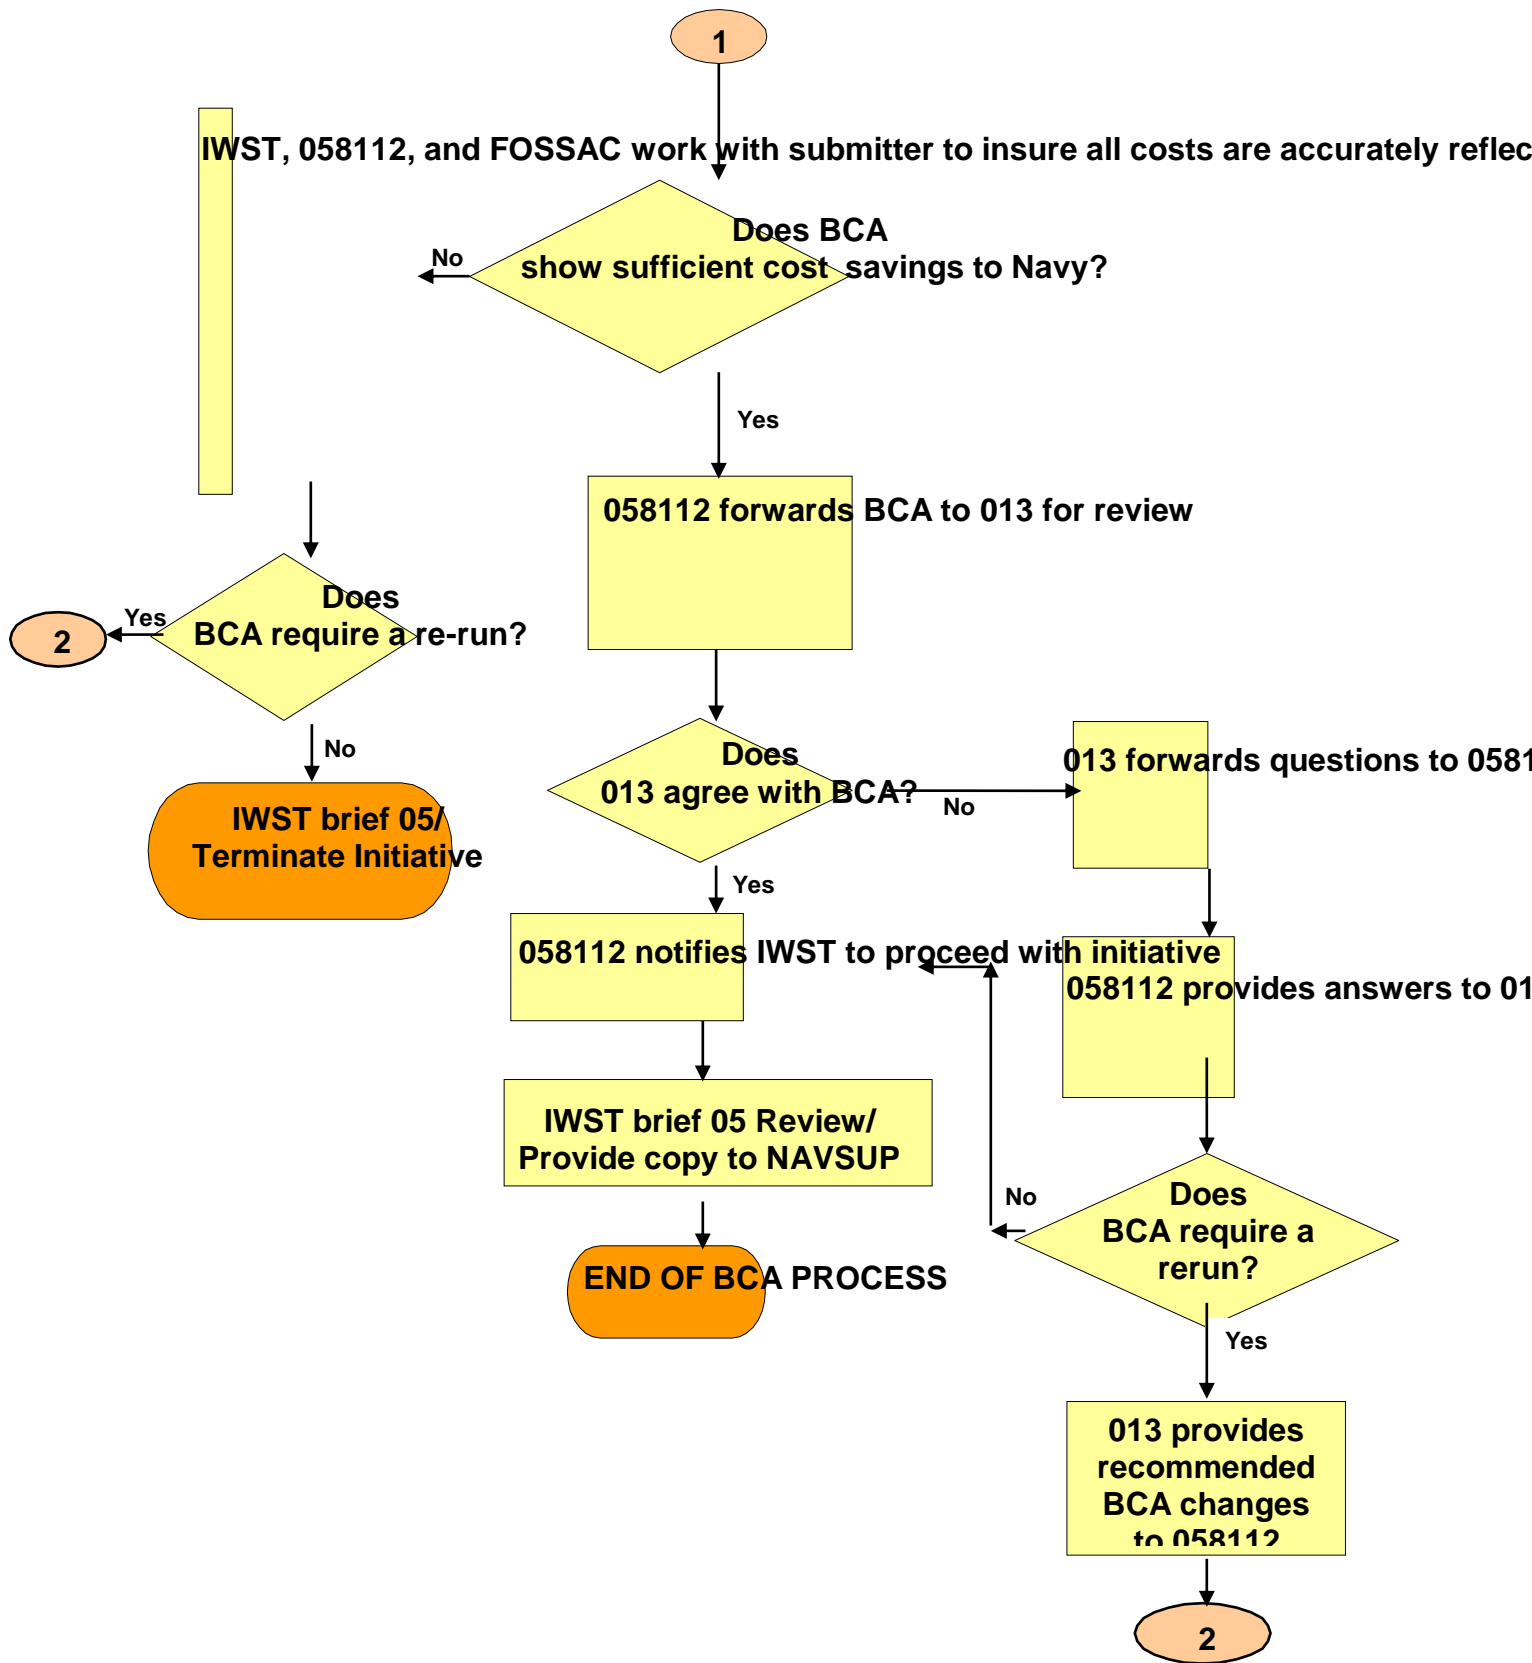 1
IWST, 058112, and FOSSAC work with submitter to insure all costs are accurately reflec
Does BCA
show sufficient cost savings to Navy?
No
Yes
058112 forwards BCA to 013 for review
Does
BCA require a re-run?
Yes
2
No
IWST brief 05/
Terminate Initiative
Does
013 agree with BCA?
No
013 forwards questions to 0581
Yes
058112 notifies IWST to proceed with initiative
058112 provides answers to 01
IWST brief 05 Review/
Provide copy to NAVSUP
END OF BCA PROCESS
No
Does
BCA require a
rerun?
Yes
013 provides
recommended
BCA changes
to 058112
2